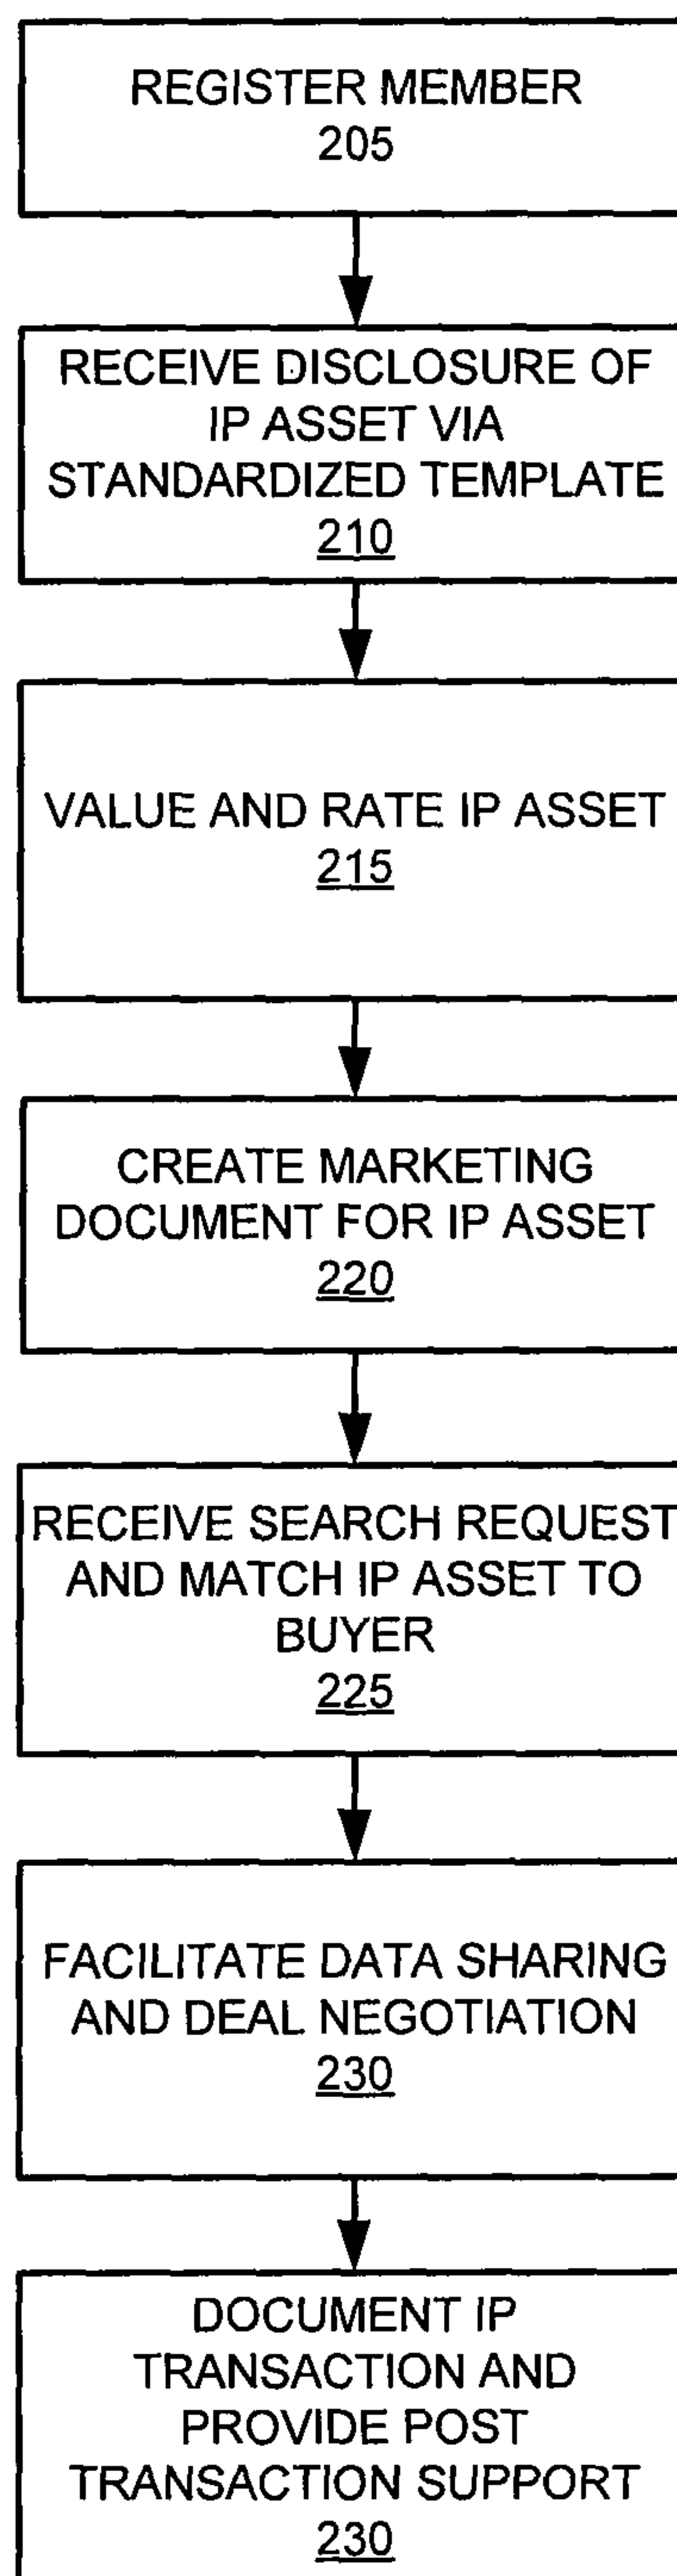 REGISTER MEMBER
205
RECEIVE DISCLOSURE OF
IP ASSET VIA
STANDARDIZED TEMPLATE
210
VALUE AND RATE IP ASSET
215
CREATE MARKETING
DOCUMENT FOR IP ASSET
220
RECEIVE SEARCH REQUEST
AND MATCH IP ASSET TO
BUYER
225
FACILITATE DATA SHARING
AND DEAL NEGOTIATION
230
DOCUMENT IP
TRANSACTION AND
PROVIDE POST
TRANSACTION SUPPORT
230